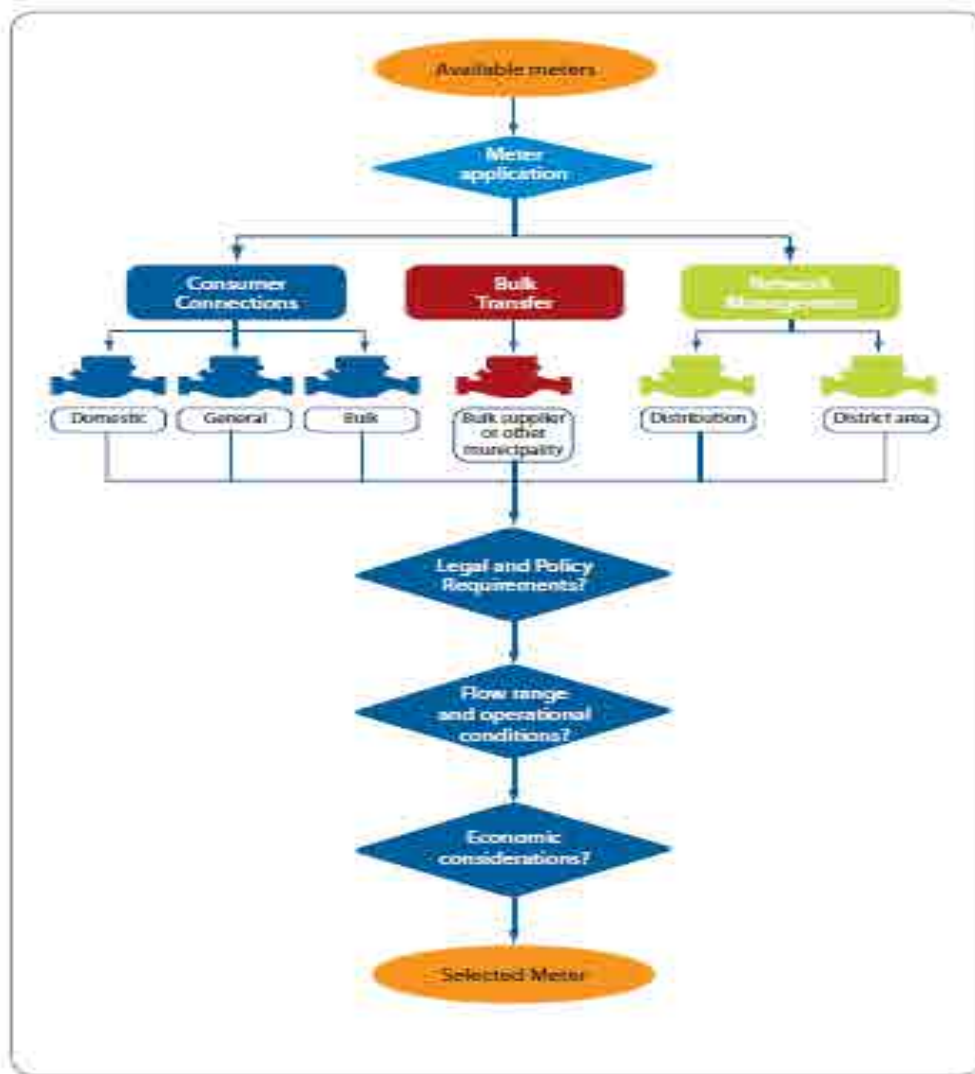 Available meters
Meter
application
Consumer
Connections
Bulk
Transfer
Network
Management
Domestic
General
Bulk
Bulk supplier
or other
municipality
Distribution
District area
Legal and Policy
Requirements?
Flow range
and operational
conditions?
Economic
considerations?
Selected Meter